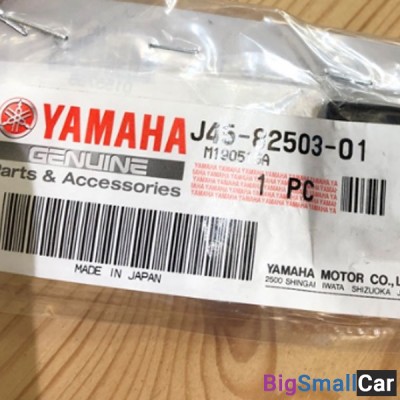 YAMAHA J45-82503-01
GENUINE M190515A
Parts & Accessories 1 PC
MADE IN JAPAN
YAMAHA MOTOR CO., L
2500 SHINGAI IWATA SHIZUOKA J
BigSmallCar